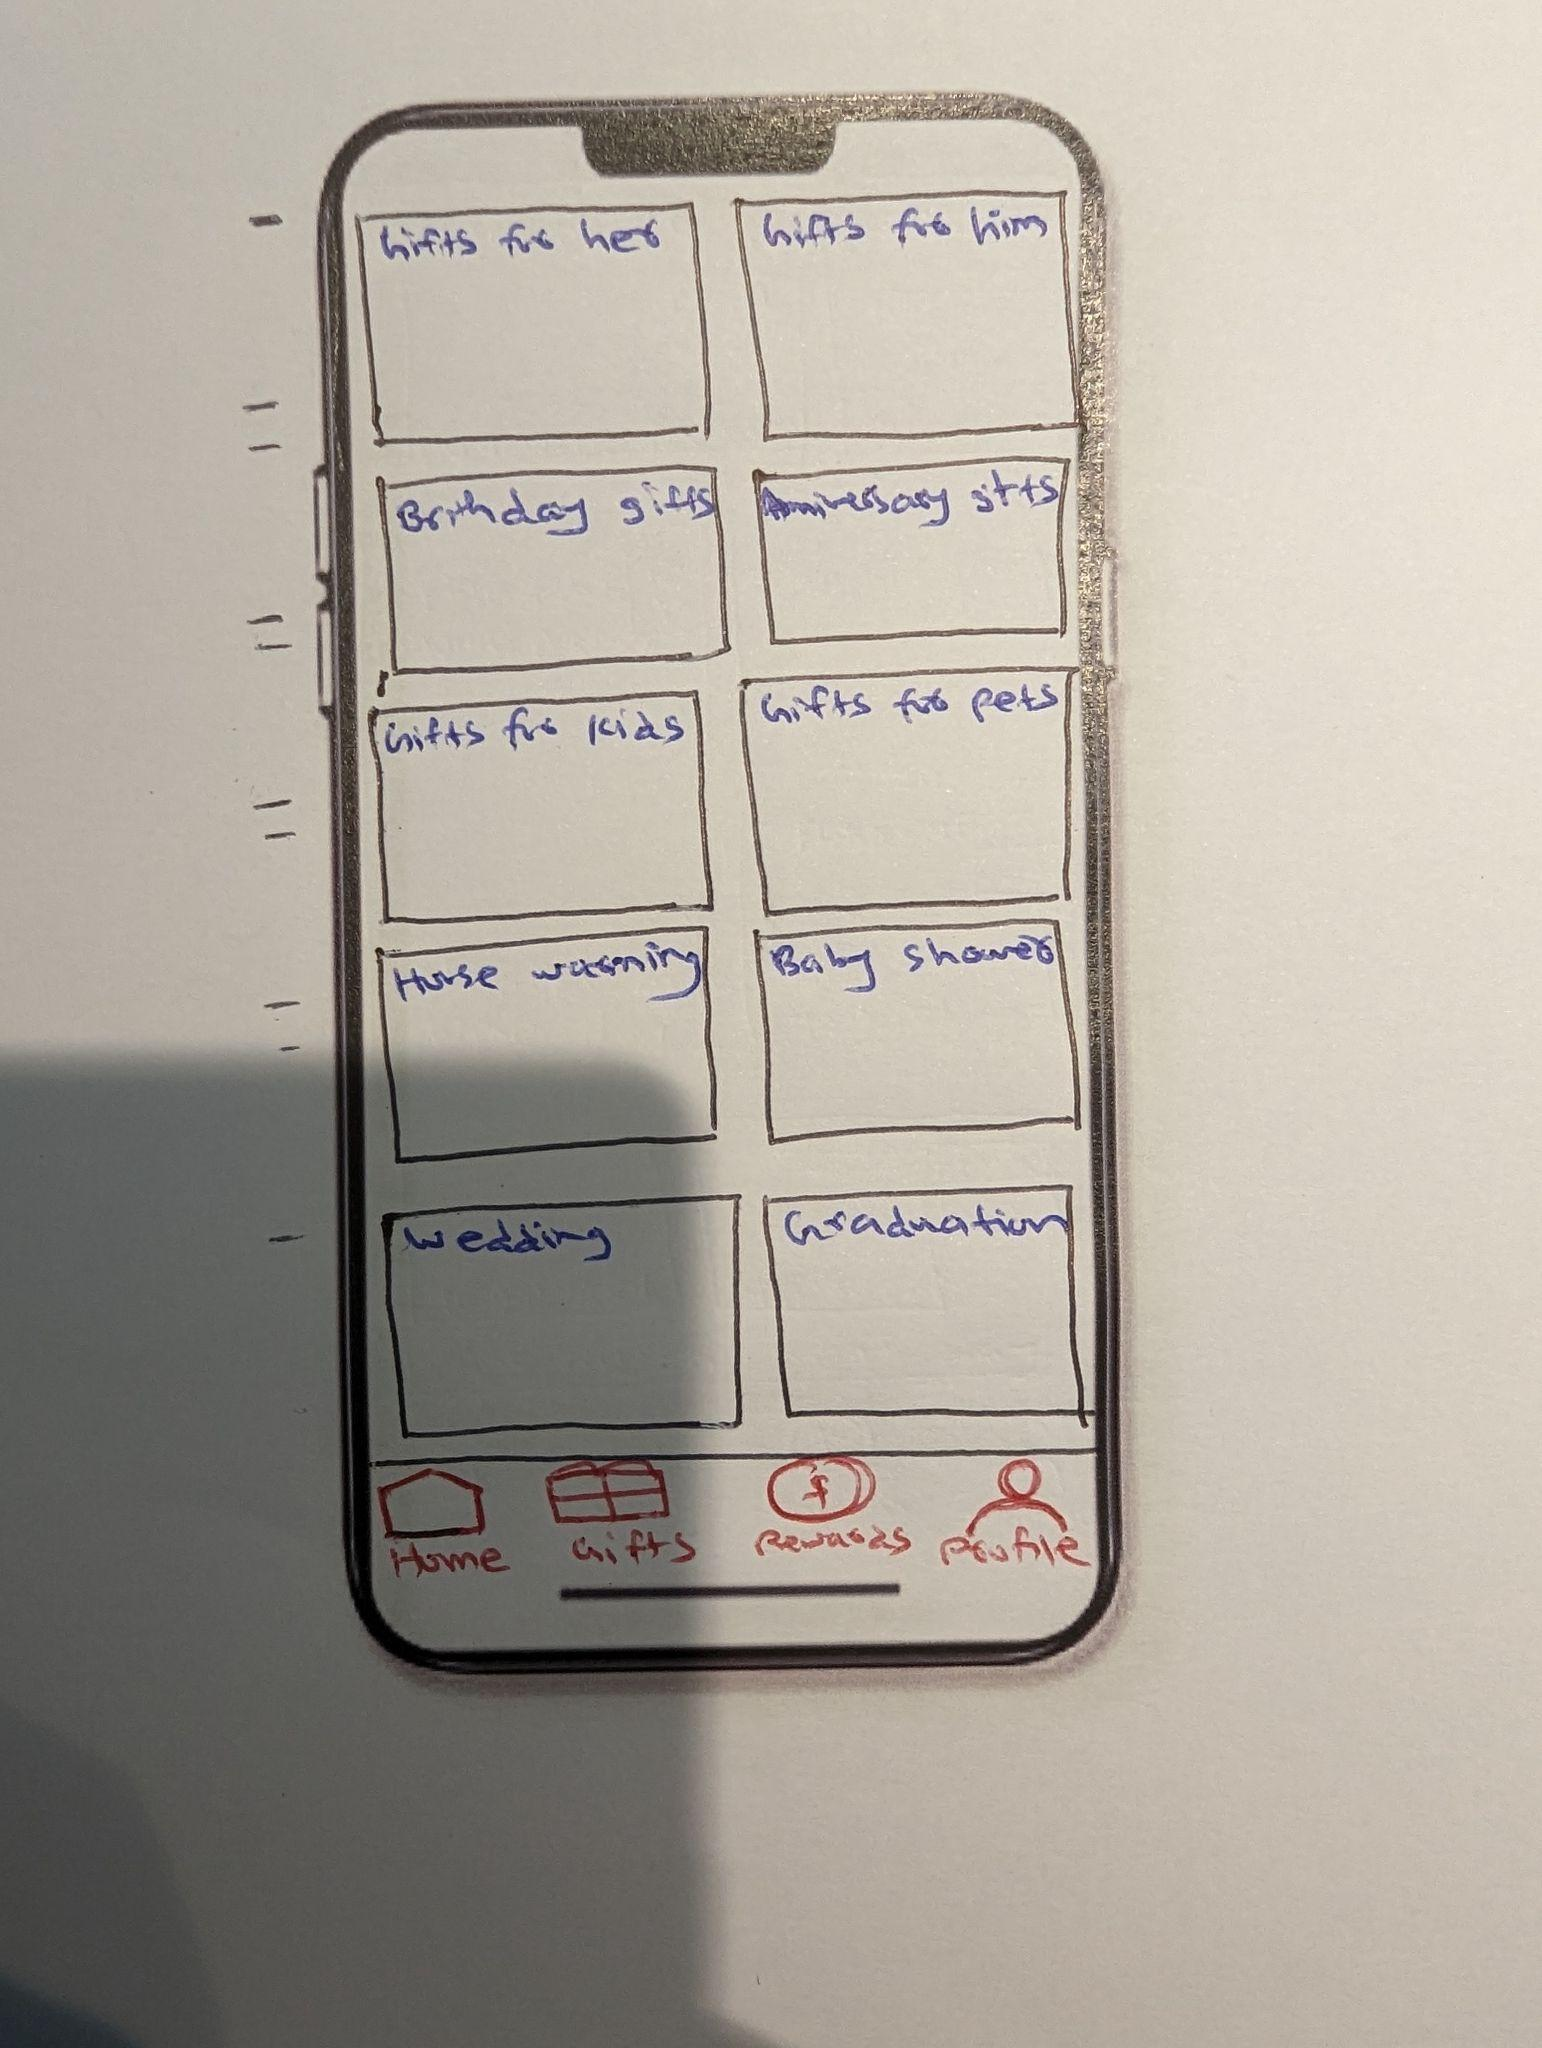 Gifts for her
Gifts for him
Brithday gifts
Anniversary gifts
Gifts for kids
Gifts for pets
House warming
Baby shower
Wedding
Graduation
Home
Gifts
Rewards
Profile